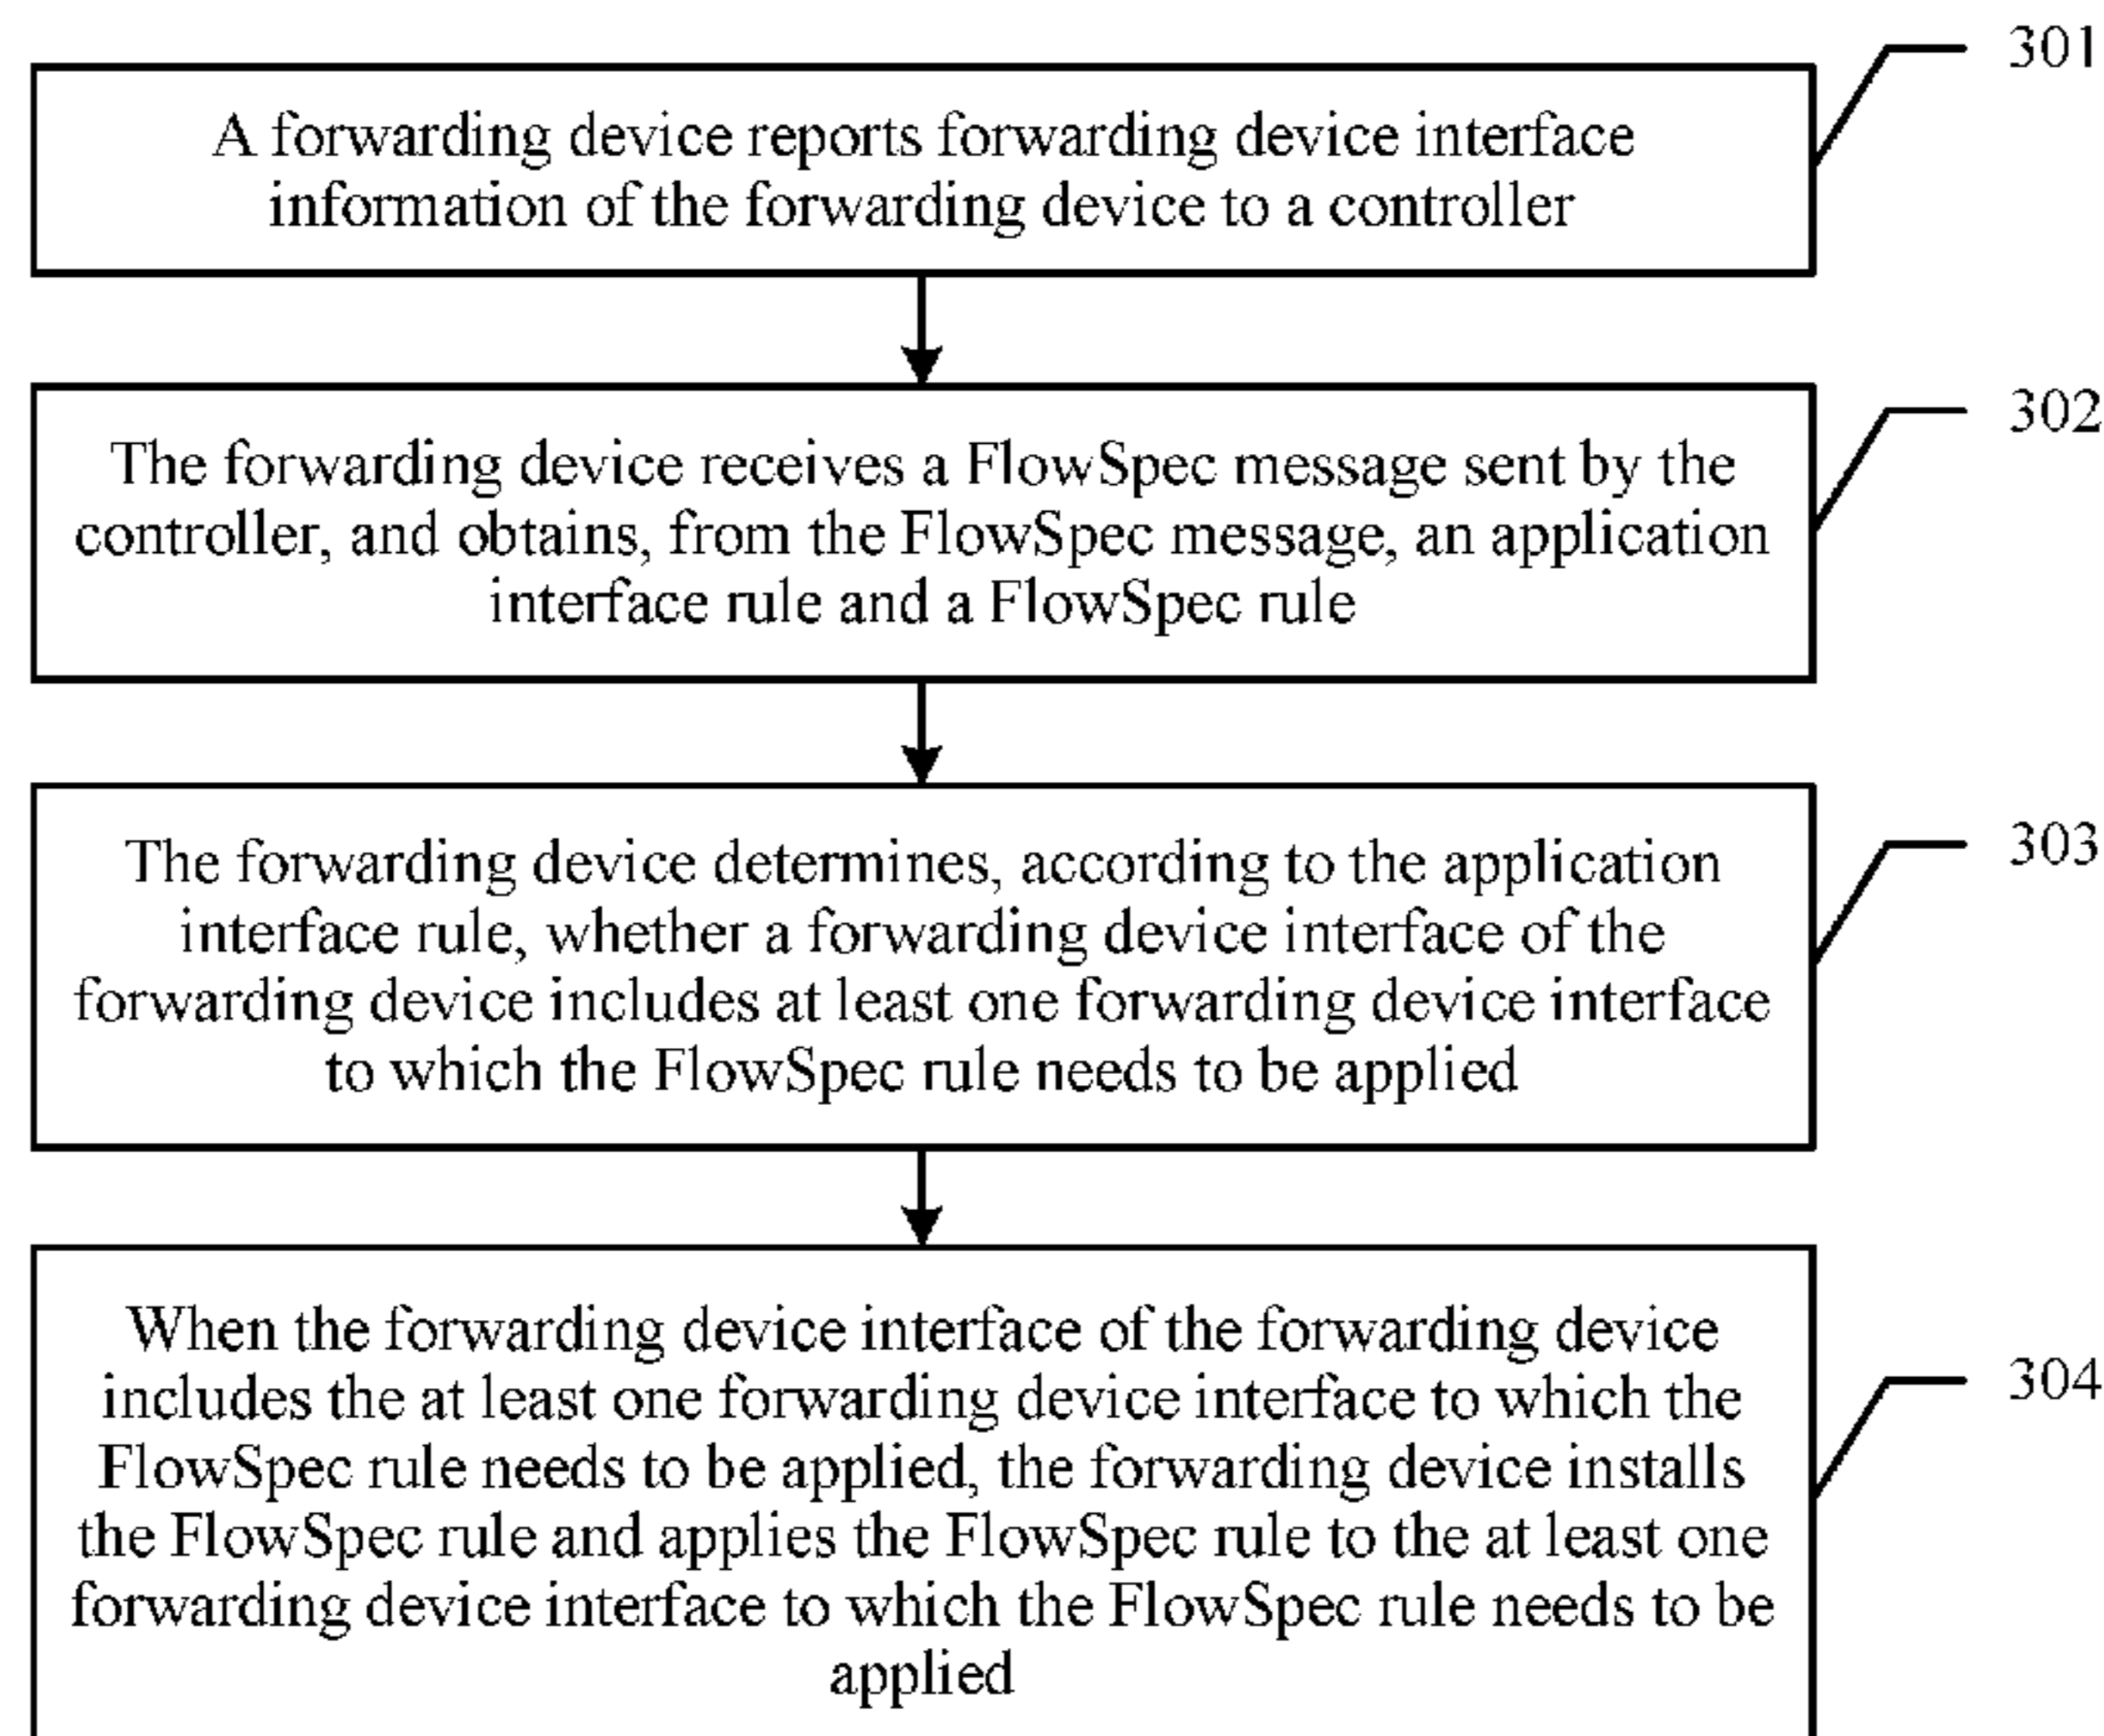 301
A forwarding device reports forwarding device interface
information of the forwarding device to a controller
302
The forwarding device receives a FlowSpec message sent by the
controller, and obtains, from the FlowSpec message, an application
interface rule and a FlowSpec rule
303
The forwarding device determines, according to the application
interface rule, whether a forwarding device interface of the
forwarding device includes at least one forwarding device interface
to which the FlowSpec rule needs to be applied
304
When the forwarding device interface of the forwarding device
includes the at least one forwarding device interface to which the
FlowSpec rule needs to be applied, the forwarding device installs
the FlowSpec rule and applies the FlowSpec rule to the at least one
forwarding device interface to which the FlowSpec rule needs to be
applied